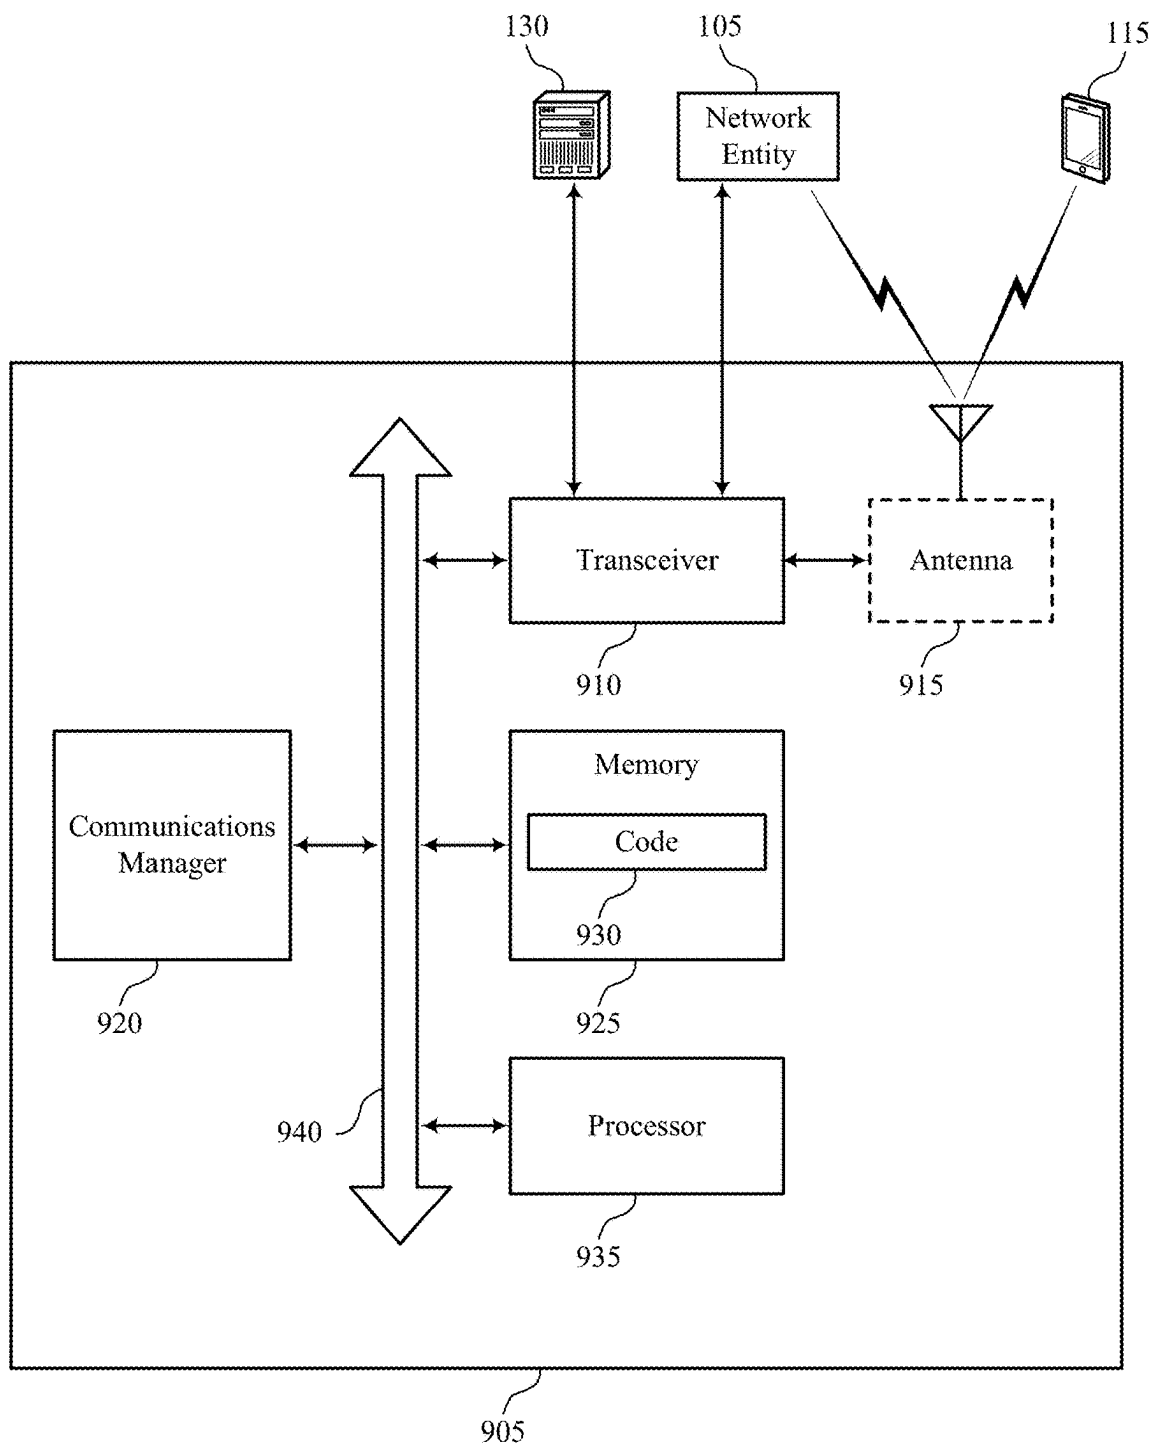 130
105
115
Network
Entity
Transceiver
Antenna
910
915
Communications
Manager
Memory
Code
930
920
925
940
Processor
935
905